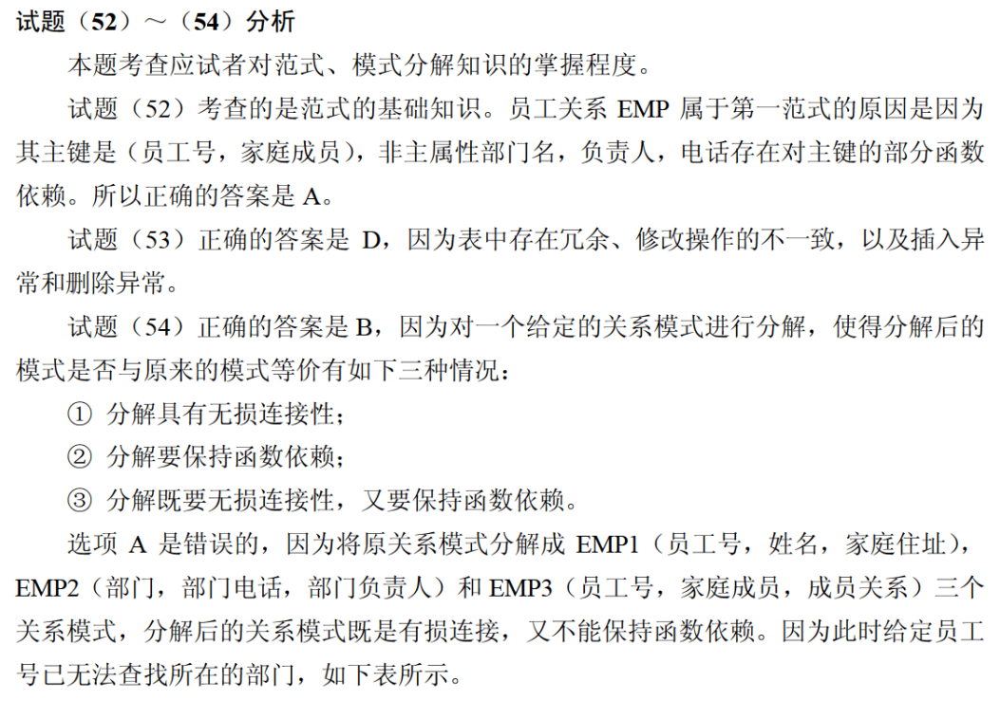 试题（52）～（54）分析
本题考查应试者对范式、模式分解知识的掌握程度。
试题（52）考查的是范式的基础知识。员工关系 EMP 属于第一范式的原因是因为
其主键是（员工号，家庭成员），非主属性部门名，负责人，电话存在对主键的部分函数
依赖。所以正确的答案是 A。
试题（53）正确的答案是 D，因为表中存在冗余、修改操作的不一致，以及插入异
常和删除异常。
试题（54）正确的答案是 B，因为对一个给定的关系模式进行分解，使得分解后的
模式是否与原来的模式等价有如下三种情况：
① 分解具有无损连接性；
② 分解要保持函数依赖；
③ 分解既要无损连接性，又要保持函数依赖。
选项 A 是错误的，因为将原关系模式分解成 EMP1（员工号，姓名，家庭住址），
EMP2（部门，部门电话，部门负责人）和 EMP3（员工号，家庭成员，成员关系）三个
关系模式，分解后的关系模式既是有损连接，又不能保持函数依赖。因为此时给定员工
号已无法查找所在的部门，如下表所示。